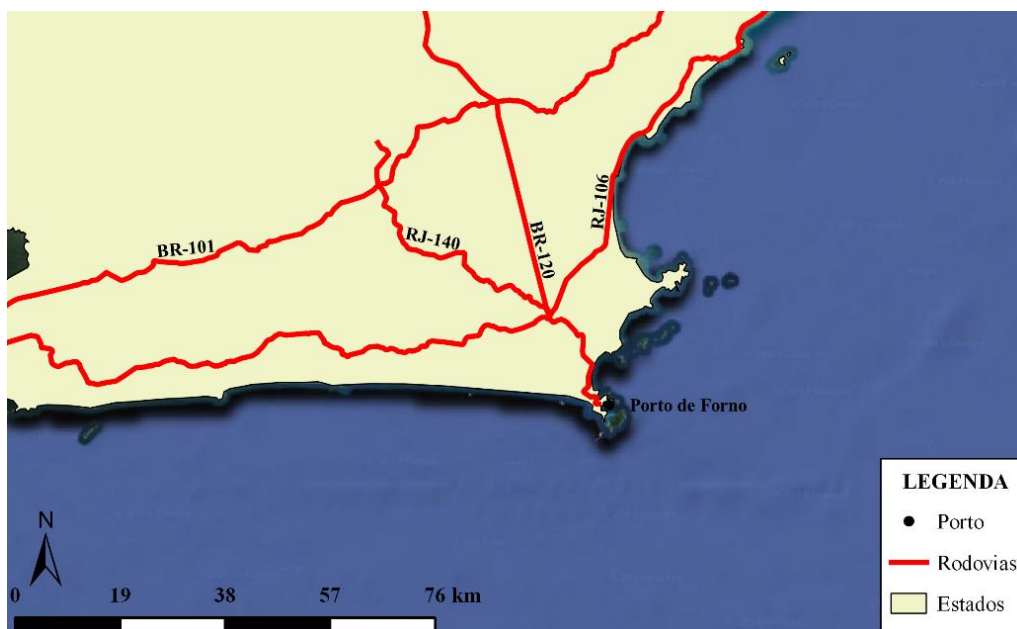 RJ-106
BR-101
RJ-140
BR-120
Porto de Forno
LEGENDA
Porto
Rodovias
Estados
N
0 19 38 57 76 km